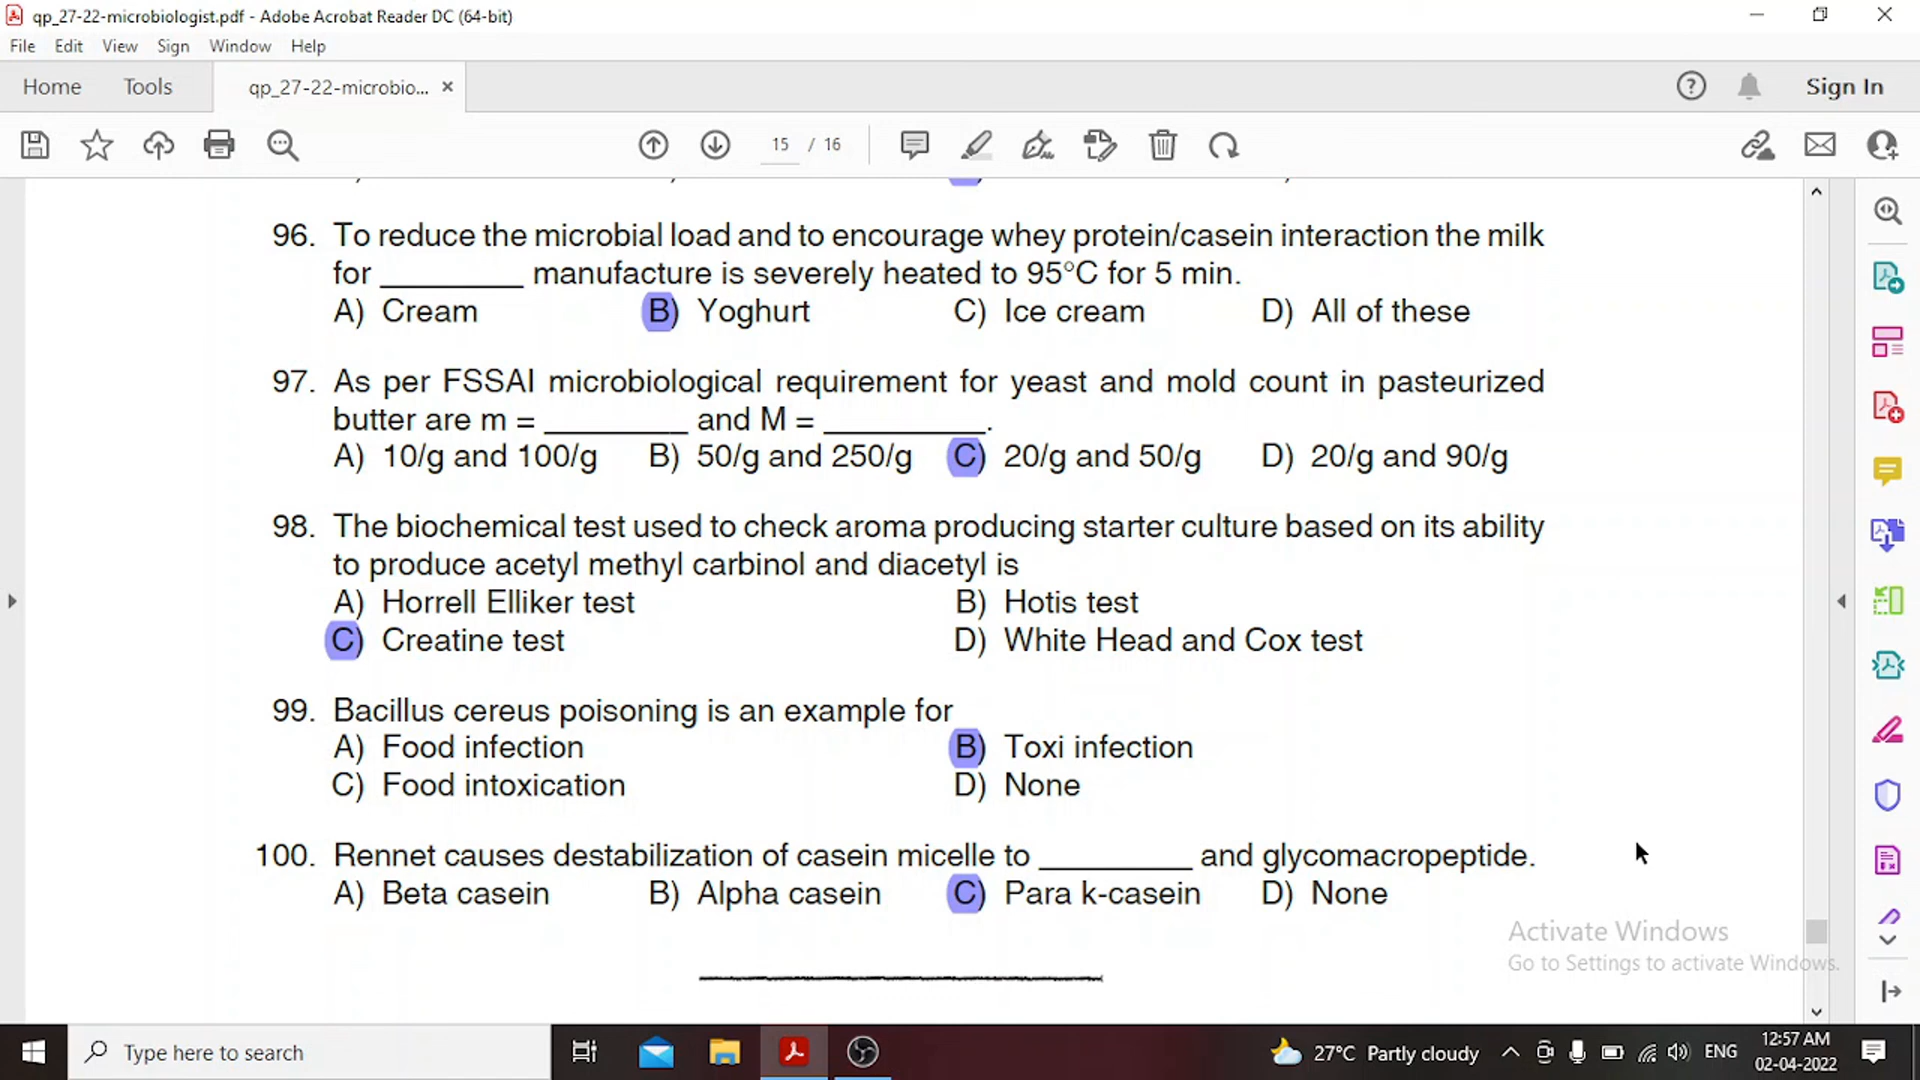 qp_27-22-microbiologist.pdf - Adobe Acrobat Reader DC (64-bit)
File Edit View Sign Window Help
Home Tools qp_27-22-microbio... × Sign In
15 / 16
96. To reduce the microbial load and to encourage whey protein/casein interaction the milk
for _________ manufacture is severely heated to 95°C for 5 min.
A) Cream B) Yoghurt C) Ice cream D) All of these
97. As per FSSAI microbiological requirement for yeast and mold count in pasteurized
butter are m = _________ and M = __________.
A) 10/g and 100/g B) 50/g and 250/g C) 20/g and 50/g D) 20/g and 90/g
98. The biochemical test used to check aroma producing starter culture based on its ability
to produce acetyl methyl carbinol and diacetyl is
A) Horrell Elliker test B) Hotis test
C) Creatine test D) White Head and Cox test
99. Bacillus cereus poisoning is an example for
A) Food infection B) Toxi infection
C) Food intoxication D) None
100. Rennet causes destabilization of casein micelle to __________ and glycomacropeptide.
A) Beta casein B) Alpha casein C) Para k-casein D) None
Activate Windows
Go to Settings to activate Windows.
Type here to search 27°C Partly cloudy ENG 12:57 AM
02-04-2022